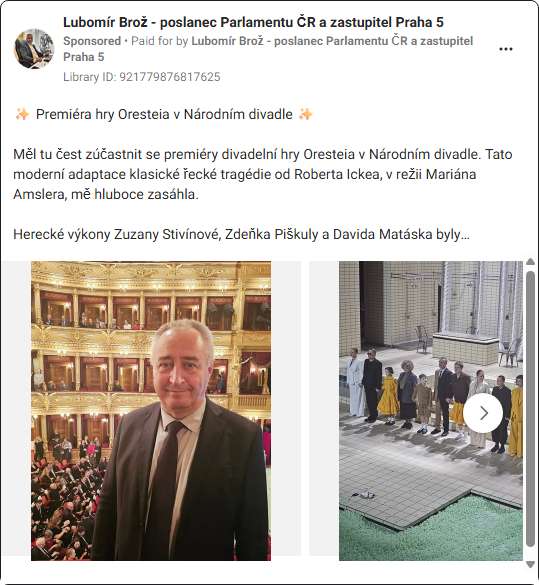 Lubomír Brož - poslanec Parlamentu ČR a zastupitel Praha 5
Sponsored • Paid for by Lubomír Brož - poslanec Parlamentu ČR a zastupitel
Praha 5
Library ID: 921779876817625
✨ Premiéra hry Oresteia v Národním divadle ✨
Měl tu čest zúčastnit se premiéry divadelní hry Oresteia v Národním divadle. Tato
moderní adaptace klasické řecké tragédie od Roberta Ickea, v režii Mariána
Amslera, mě hluboce zasáhla.
Herecké výkony Zuzany Stivínové, Zdeňka Piškuly a Davida Matáska byly...